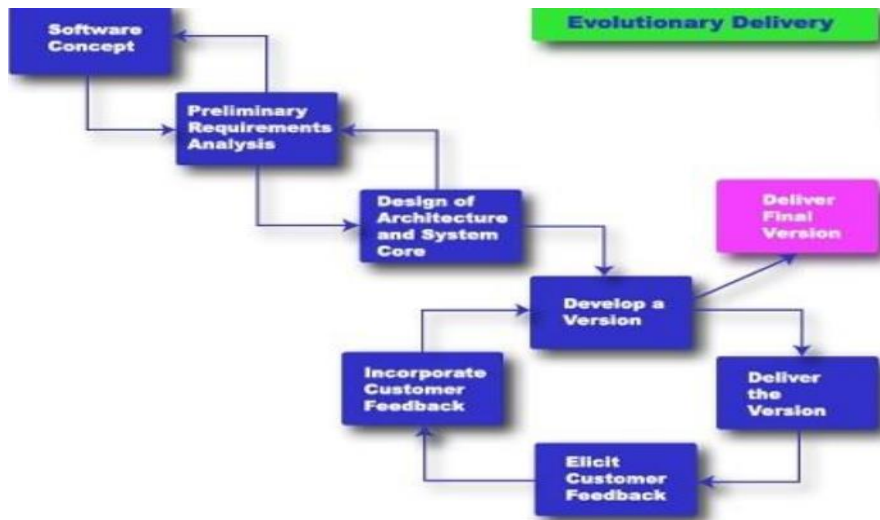 Software
Concept
Evolutionary Delivery
Preliminary
Requirements
Analysis
Design of
Architecture
and System
Core
Deliver
Final
Version
Develop a
Version
Incorporate
Customer
Feedback
Deliver
the
Version
Elicit
Customer
Feedback